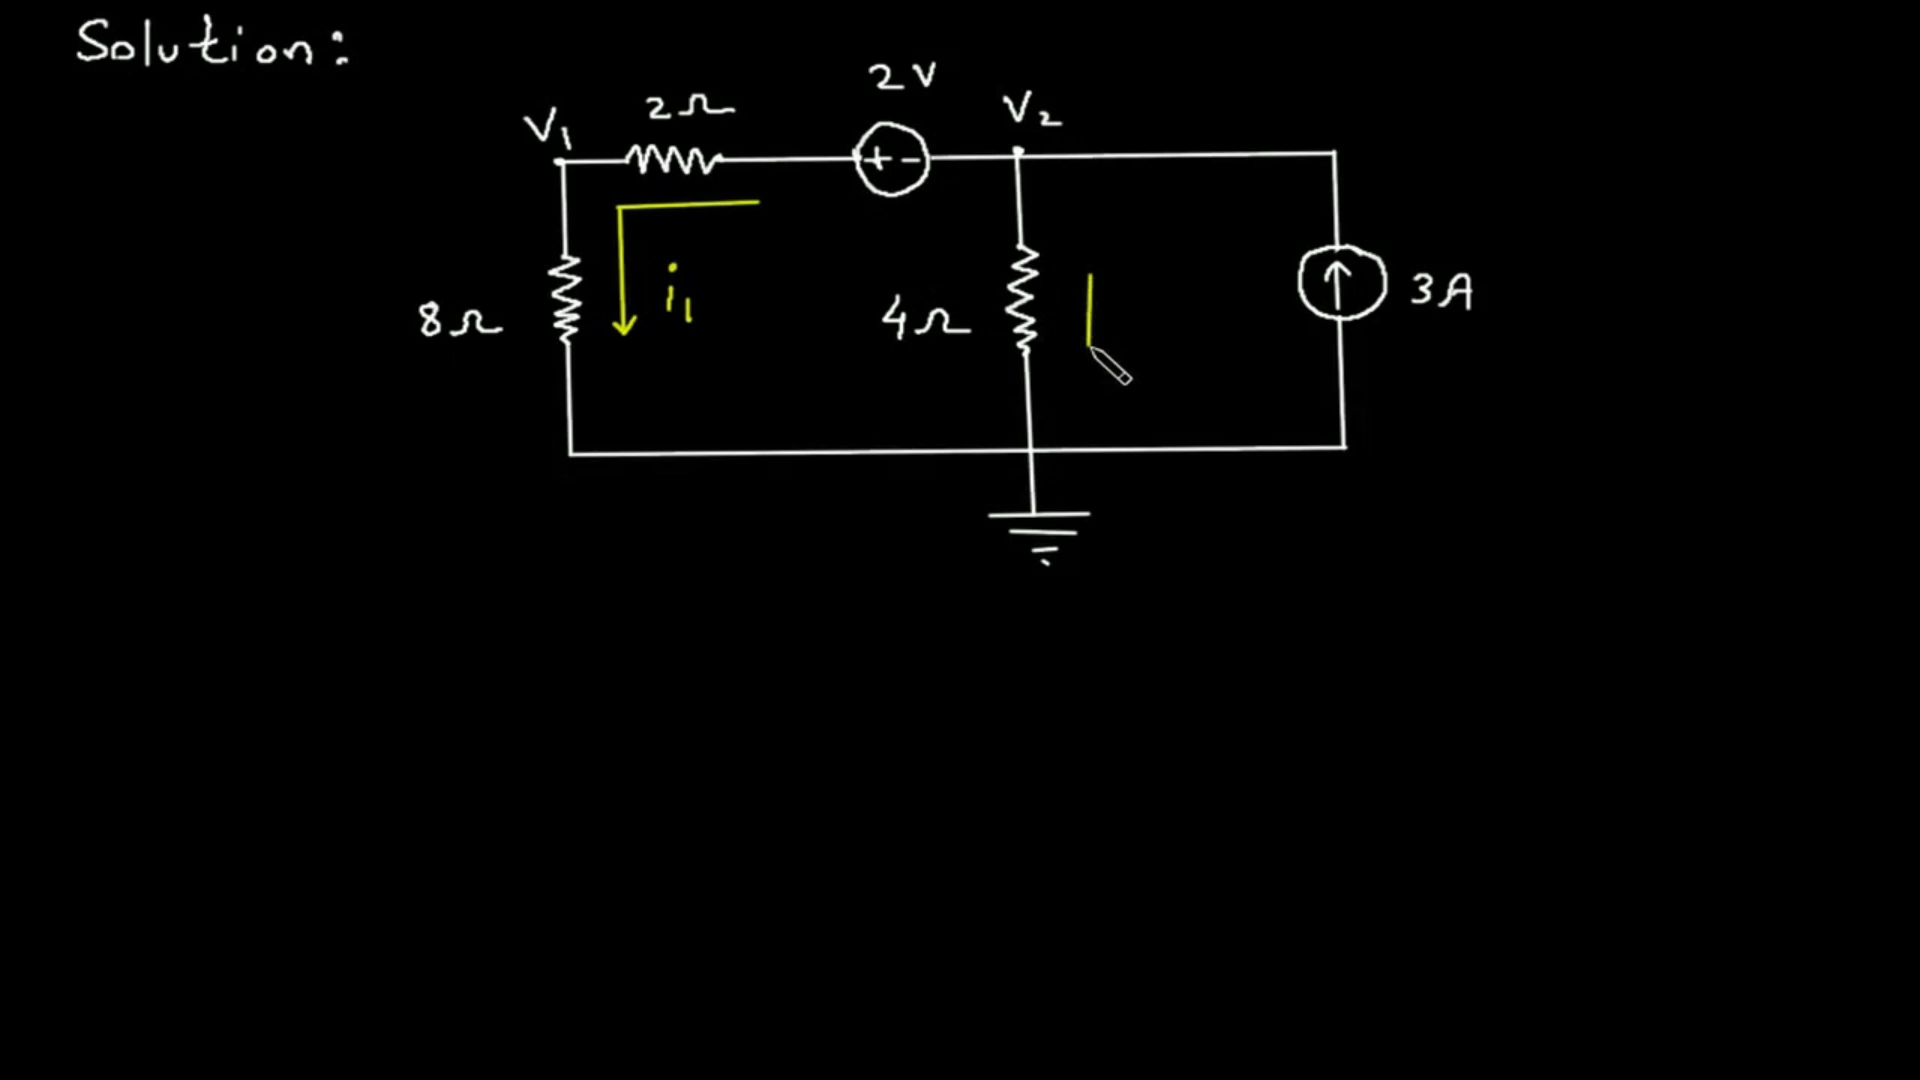 Solution:
2V
V₁ 2Ω V₂
+ -
8Ω i₁ 4Ω 3A